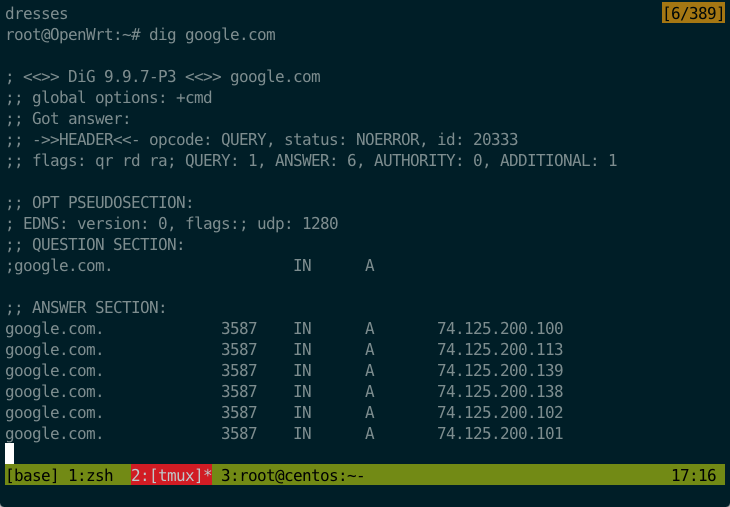 dresses [6/389]
root@OpenWrt:~# dig google.com
; <<>> DiG 9.9.7-P3 <<>> google.com
;; global options: +cmd
;; Got answer:
;; ->>HEADER<<- opcode: QUERY, status: NOERROR, id: 20333
;; flags: qr rd ra; QUERY: 1, ANSWER: 6, AUTHORITY: 0, ADDITIONAL: 1
;; OPT PSEUDOSECTION:
; EDNS: version: 0, flags:; udp: 1280
;; QUESTION SECTION:
;google.com. IN A
;; ANSWER SECTION:
google.com. 3587 IN A 74.125.200.100
google.com. 3587 IN A 74.125.200.113
google.com. 3587 IN A 74.125.200.139
google.com. 3587 IN A 74.125.200.138
google.com. 3587 IN A 74.125.200.102
google.com. 3587 IN A 74.125.200.101
[base] 1:zsh 2:[tmux]* 3:root@centos:~- 17:16